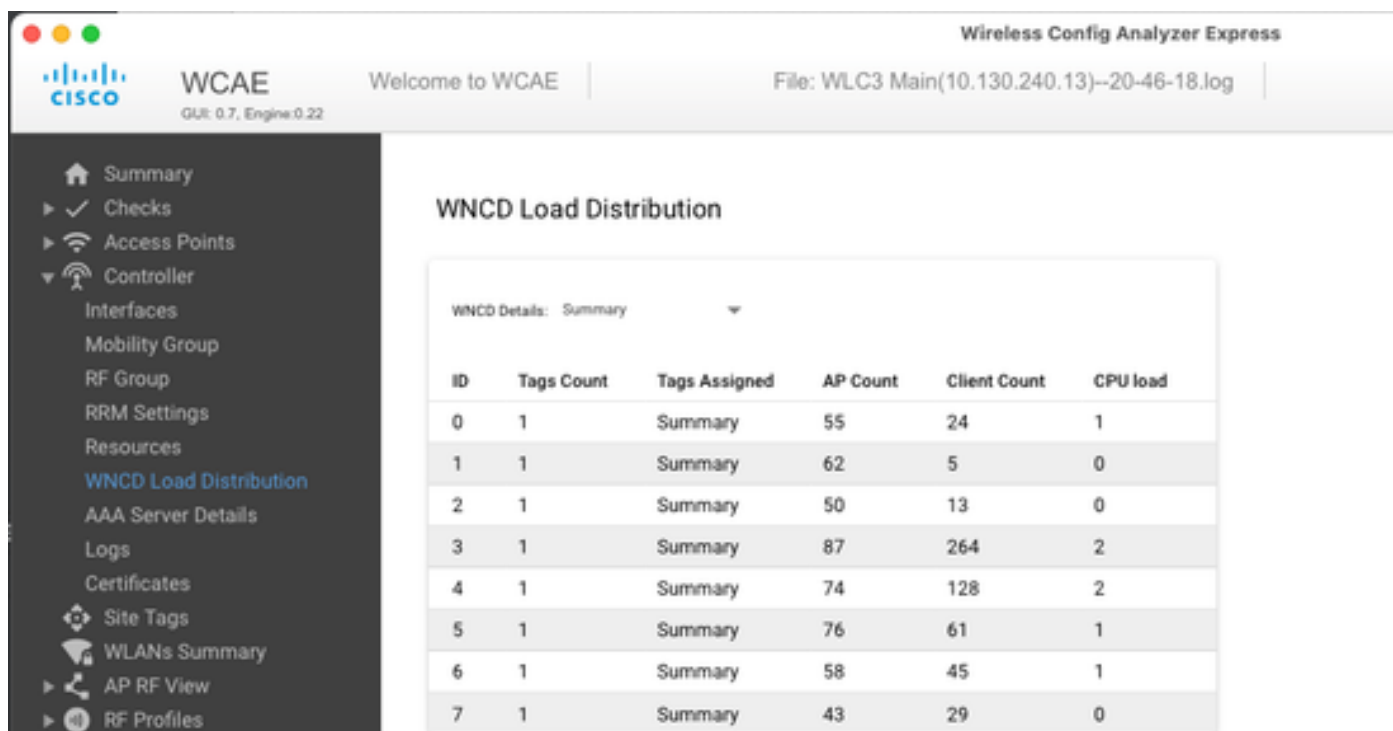 Wireless Config Analyzer Express
CISCO
WCAE
GUI: 0.7, Engine:0.22
Welcome to WCAE
File: WLC3 Main(10.130.240.13)--20-46-18.log
Summary
Checks
Access Points
Controller
Interfaces
Mobility Group
RF Group
RRM Settings
Resources
WNCD Load Distribution
AAA Server Details
Logs
Certificates
Site Tags
WLANs Summary
AP RF View
RF Profiles
WNCD Load Distribution
WNCD Details: Summary
ID Tags Count Tags Assigned AP Count Client Count CPU load
0 1 Summary 55 24 1
1 1 Summary 62 5 0
2 1 Summary 50 13 0
3 1 Summary 87 264 2
4 1 Summary 74 128 2
5 1 Summary 76 61 1
6 1 Summary 58 45 1
7 1 Summary 43 29 0